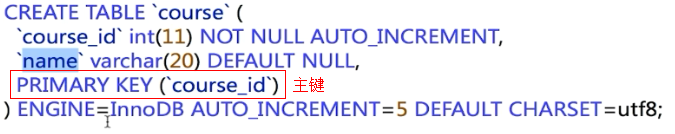 CREATE TABLE `course` (
`course_id` int(11) NOT NULL AUTO_INCREMENT,
`name` varchar(20) DEFAULT NULL,
PRIMARY KEY (`course_id`) 主键
) ENGINE=InnoDB AUTO_INCREMENT=5 DEFAULT CHARSET=utf8;